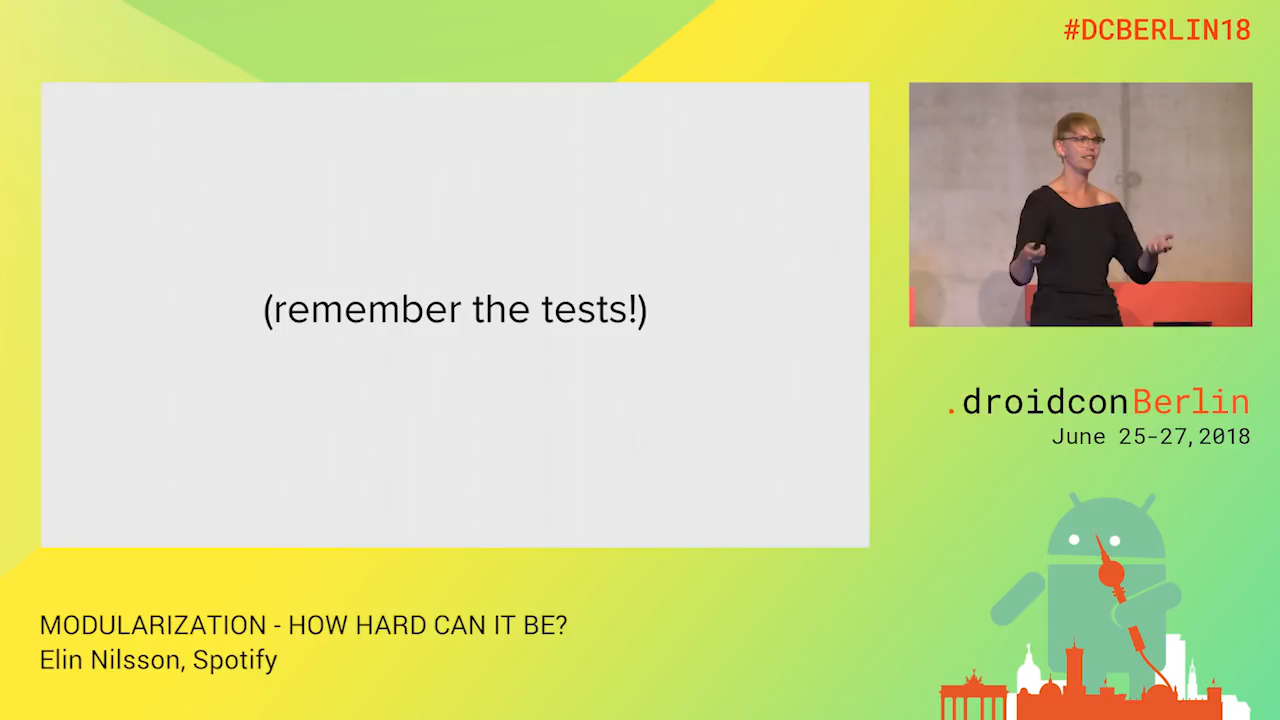 #DCBERLIN18
(remember the tests!)
.droidconBerlin
June 25-27,2018
MODULARIZATION - HOW HARD CAN IT BE?
Elin Nilsson, Spotify